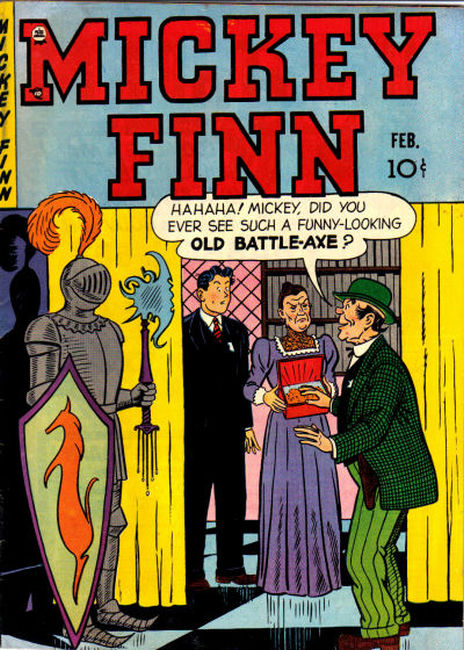 MICKEY FINN
MICKEY
FINN
FEB.
10¢
HAHAHA! MICKEY, DID YOU
EVER SEE SUCH A FUNNY-LOOKING
OLD BATTLE-AXE?